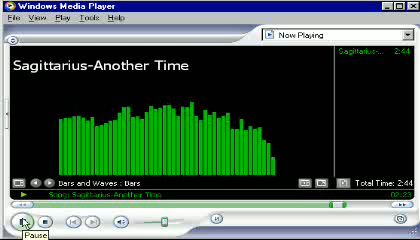 Windows Media Player
File View Play Tools Help
Now Playing
Sagittarius-... 2:44
Sagittarius-Another Time
Bars and Waves : Bars
Total Time: 2:44
Song: Sagittarius-Another Time
02:23
Pause